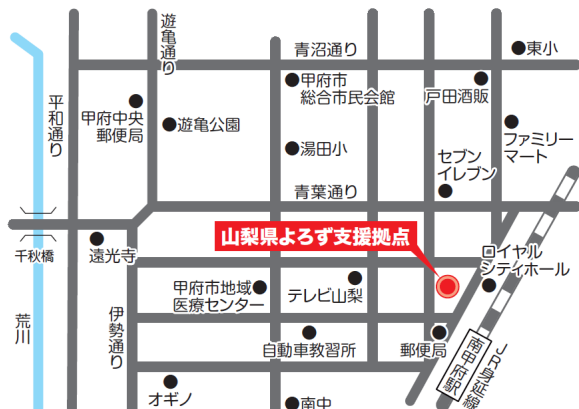 遊亀通り
青沼通り
東小
平和通り
甲府中央
郵便局
遊亀公園
甲府市
総合市民会館
戸田酒販
湯田小
セブン
イレブン
ファミリー
マート
青葉通り
千秋橋
遠光寺
山梨県よろず支援拠点
ロイヤル
シティホール
荒川
伊勢通り
甲府市地域
医療センター
テレビ山梨
自動車教習所
郵便局
南甲府駅
JR身延線
オギノ
南中